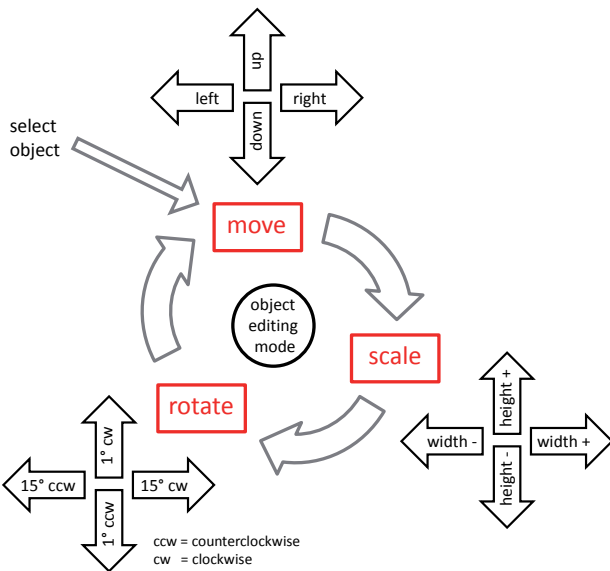 up
left
right
down
select
object
move
object
editing
mode
scale
rotate
height +
width -
width +
height -
1° cw
15° ccw
15° cw
1° ccw
ccw = counterclockwise
cw = clockwise